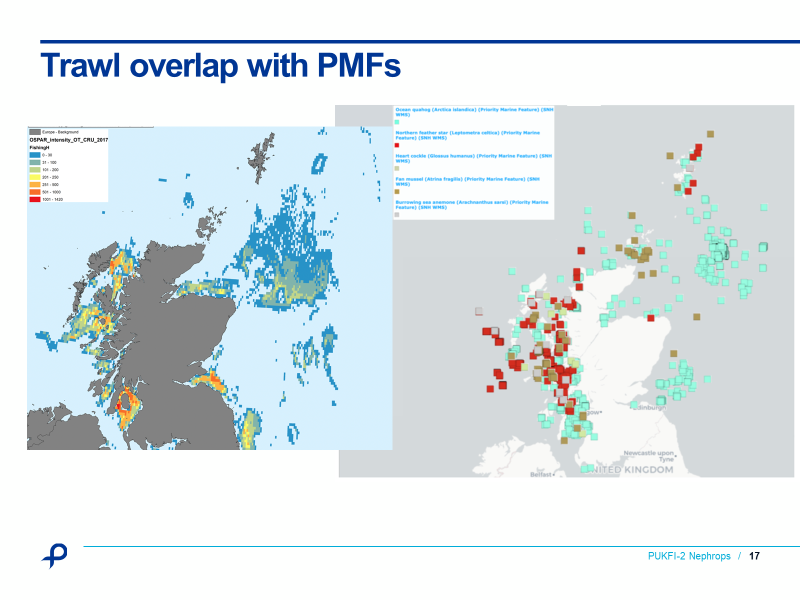 Trawl overlap with PMFs
Europe - Background
OSPAR_intensity_OT_CRU_2017
FishingH
0 - 30
31 - 100
101 - 200
201 - 250
251 - 500
501 - 1000
1001 - 1420
Ocean quahog (Arctica islandica) (Priority Marine Feature) (SNH
WMS)
Northern feather star (Leptometra celtica) (Priority Marine
Feature) (SNH WMS)
Heart cockle (Glossus humanus) (Priority Marine Feature) (SNH
WMS)
Fan mussel (Atrina fragilis) (Priority Marine Feature) (SNH
WMS)
Burrowing sea anemone (Arachnanthus sarsi) (Priority Marine
Feature) (SNH WMS)
gow
Edinburg
Newcastle upon
Tyne
Belfast
UNITED KINGDOM
PUKFI-2 Nephrops / 17